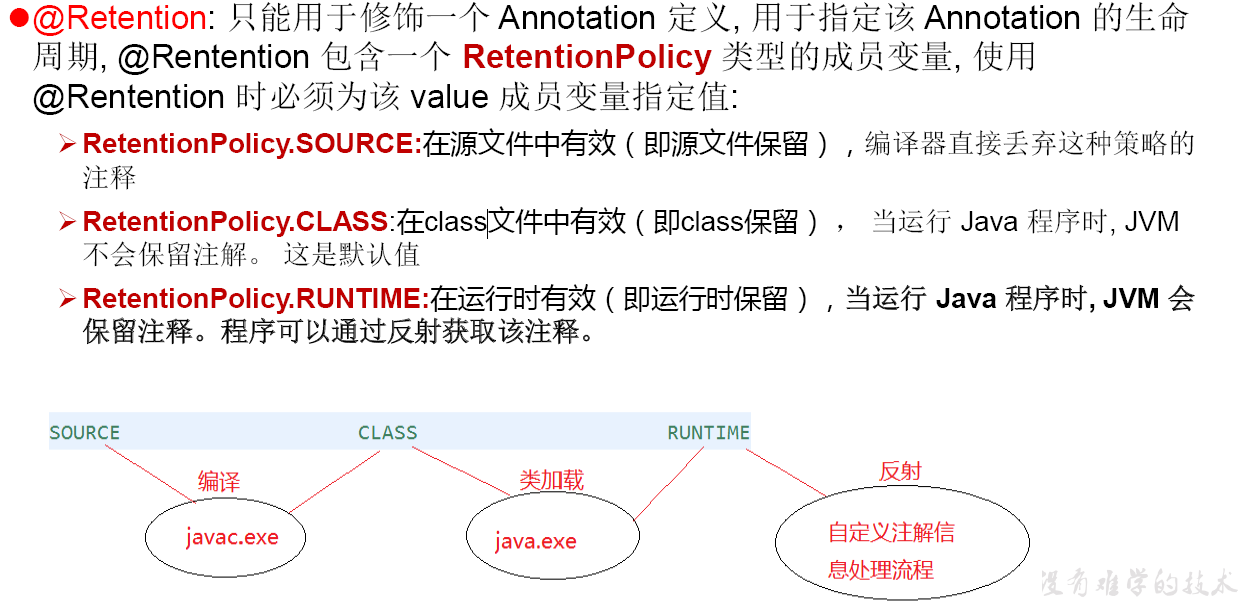 @Retention: 只能用于修饰一个 Annotation 定义, 用于指定该 Annotation 的生命
周期, @Rentention 包含一个 RetentionPolicy 类型的成员变量, 使用
@Rentention 时必须为该 value 成员变量指定值:
RetentionPolicy.SOURCE:在源文件中有效（即源文件保留）, 编译器直接丢弃这种策略的
注释
RetentionPolicy.CLASS:在class文件中有效（即class保留） ， 当运行 Java 程序时, JVM
不会保留注解。 这是默认值
RetentionPolicy.RUNTIME:在运行时有效（即运行时保留）, 当运行 Java 程序时, JVM 会
保留注释。程序可以通过反射获取该注释。
SOURCE CLASS RUNTIME
编译 类加载 反射
javac.exe java.exe 自定义注解信
息处理流程
没有难学的技术